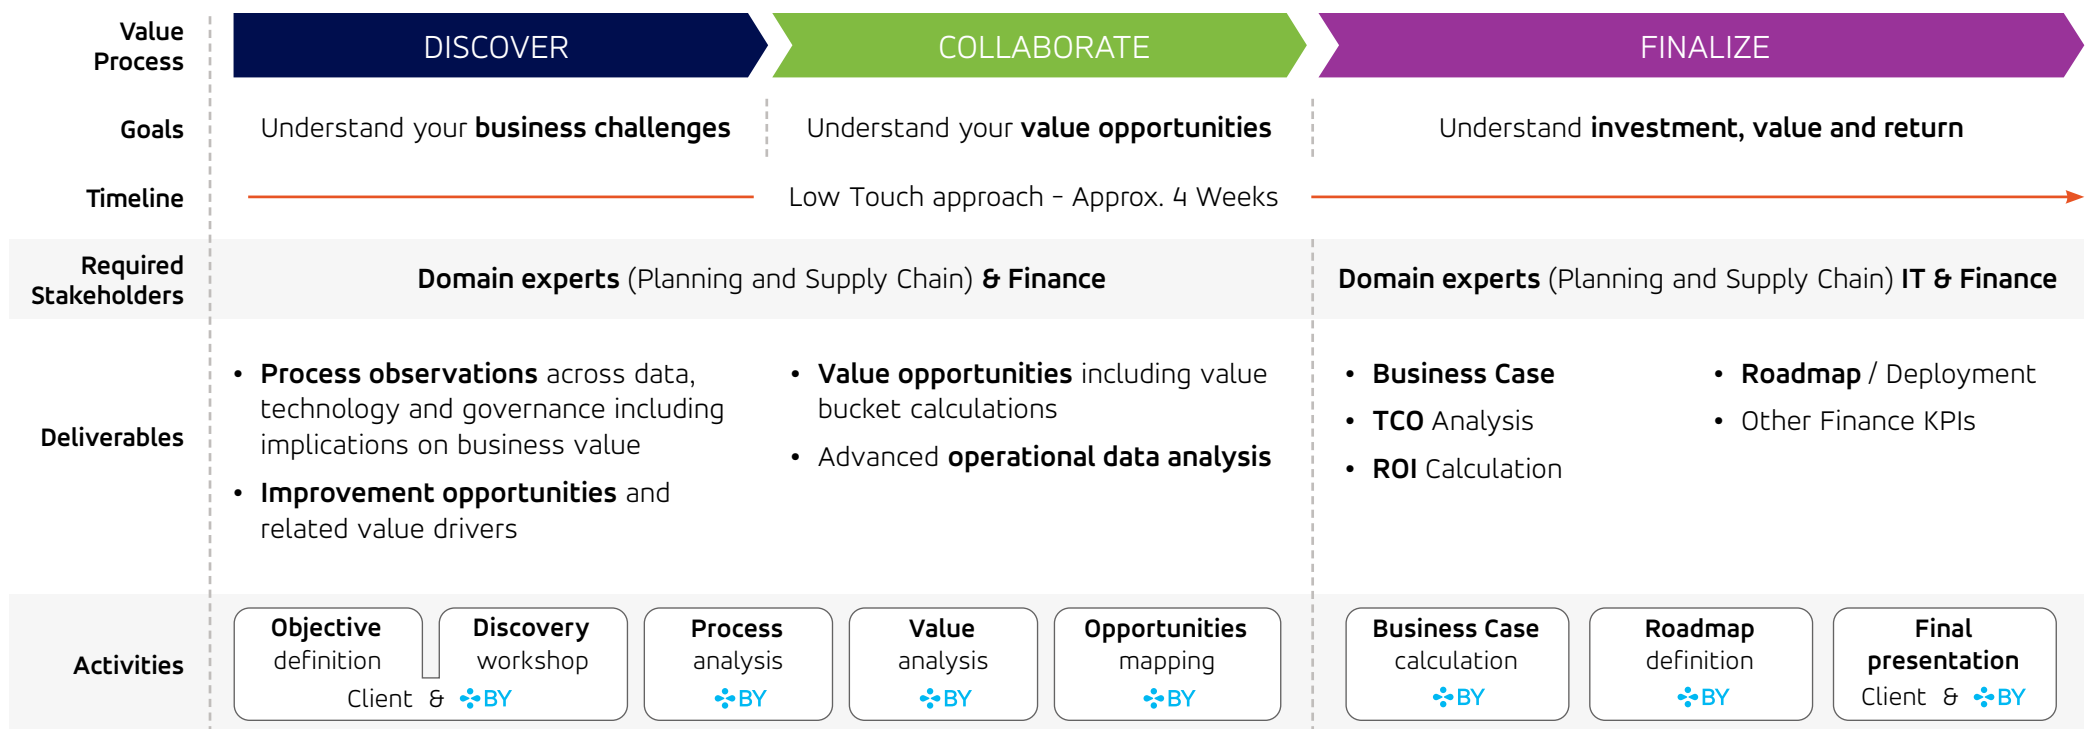 Value
Process
DISCOVER
COLLABORATE
FINALIZE
Goals
Understand your business challenges
Understand your value opportunities
Understand investment, value and return
Timeline
Low Touch approach – Approx. 4 Weeks
Required
Stakeholders
Domain experts (Planning and Supply Chain) & Finance
Domain experts (Planning and Supply Chain) IT & Finance
Deliverables
• Process observations across data,
technology and governance including
implications on business value
• Improvement opportunities and
related value drivers
• Value opportunities including value
bucket calculations
• Advanced operational data analysis
• Business Case
• TCO Analysis
• ROI Calculation
• Roadmap / Deployment
• Other Finance KPIs
Activities
Objective
definition
Discovery
workshop
Client & BY
Process
analysis
BY
Value
analysis
BY
Opportunities
mapping
BY
Business Case
calculation
BY
Roadmap
definition
BY
Final
presentation
Client & BY